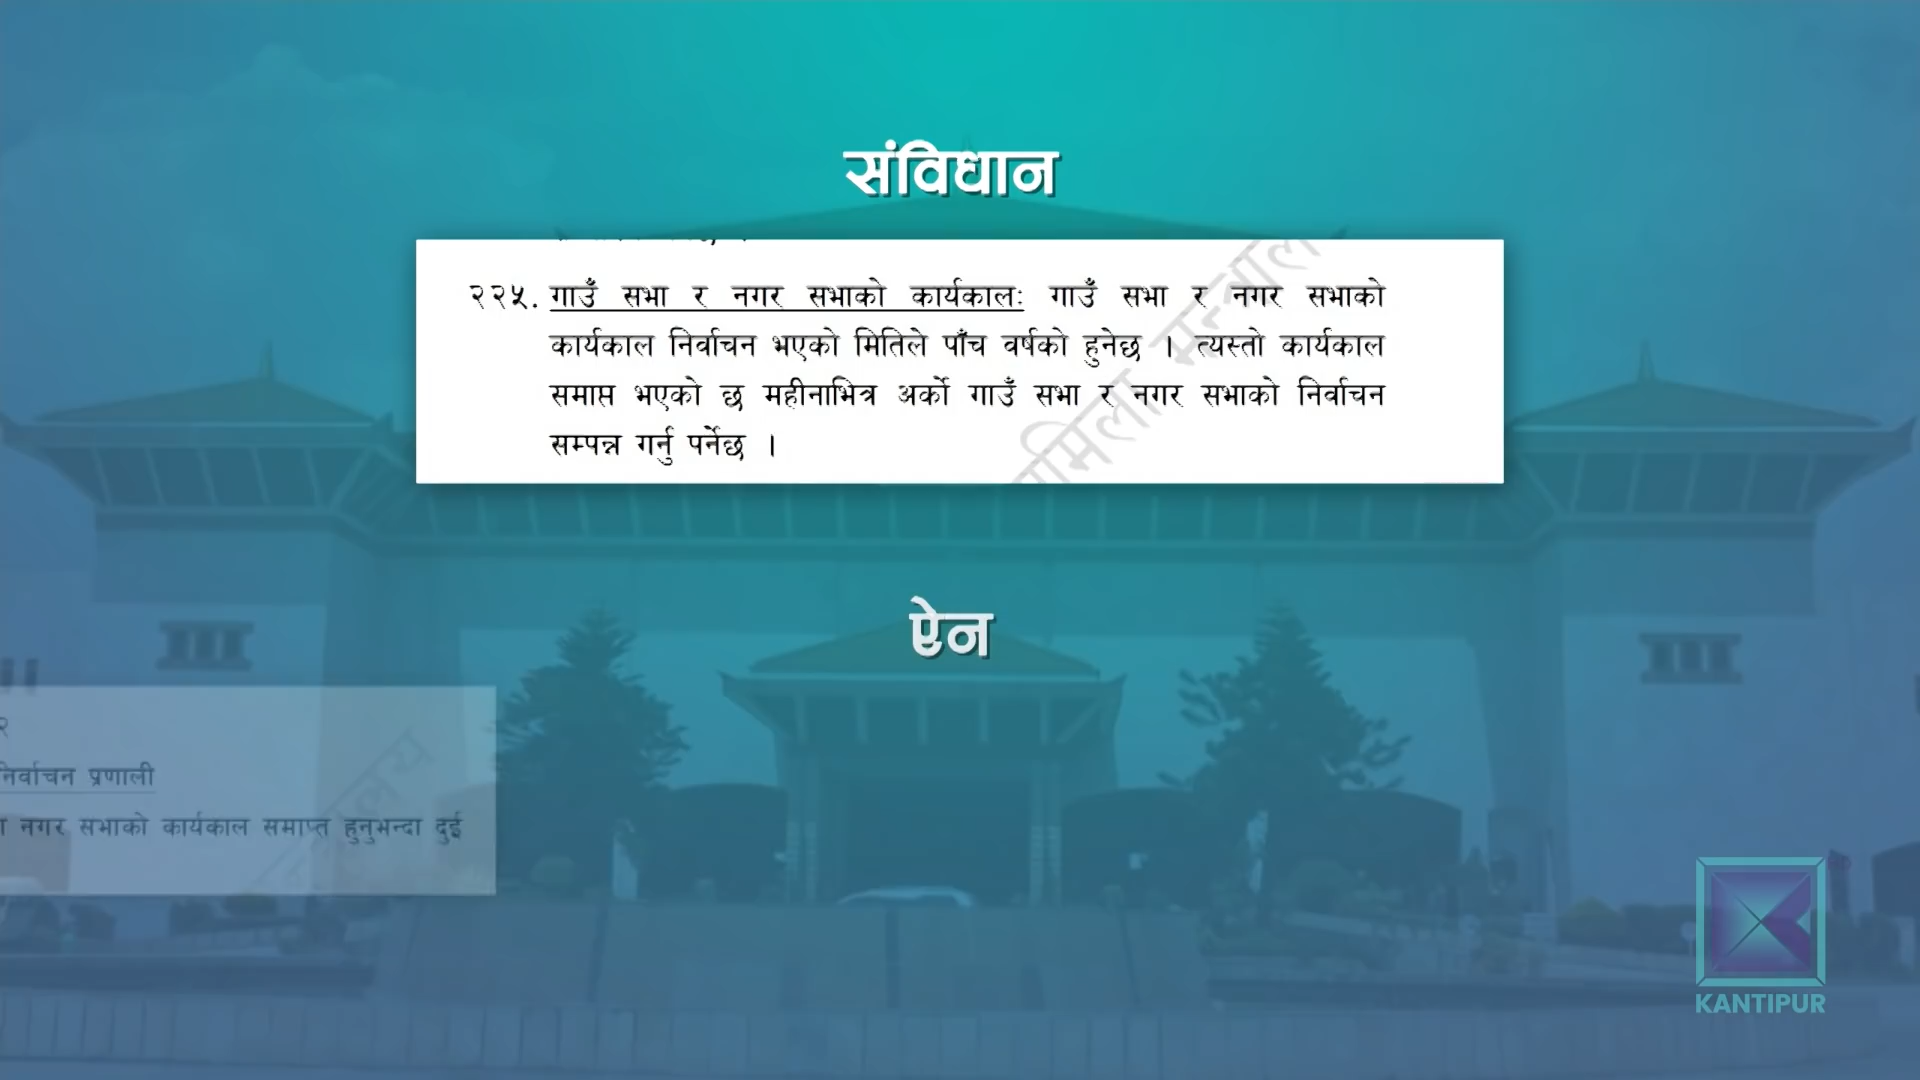 संविधान
२२५. गाउँ सभा र नगर सभाको कार्यकालः गाउँ सभा र नगर सभाको
कार्यकाल निर्वाचन भएको मितिले पाँच वर्षको हुनेछ । त्यस्तो कार्यकाल
समाप्त भएको छ महीनाभित्र अर्को गाउँ सभा र नगर सभाको निर्वाचन
सम्पन्न गर्नु पर्नेछ ।
ऐन
२
निर्वाचन प्रणाली
नगर सभाको कार्यकाल समाप्त हुनुभन्दा दुई
KANTIPUR